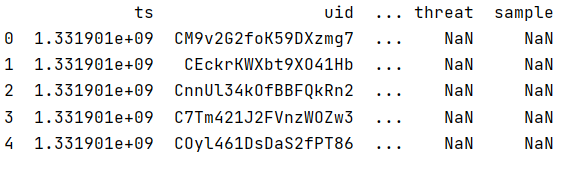 ts uid ... threat sample
0 1.331901e+09 CM9v2G2foK59DXzmg7 ... NaN NaN
1 1.331901e+09 CEckrKWXbt9XO41Hb ... NaN NaN
2 1.331901e+09 CnnUl34kOfBBFQkRn2 ... NaN NaN
3 1.331901e+09 C7Tm421J2FVnzWOZw3 ... NaN NaN
4 1.331901e+09 COyl461DsDaS2fPT86 ... NaN NaN